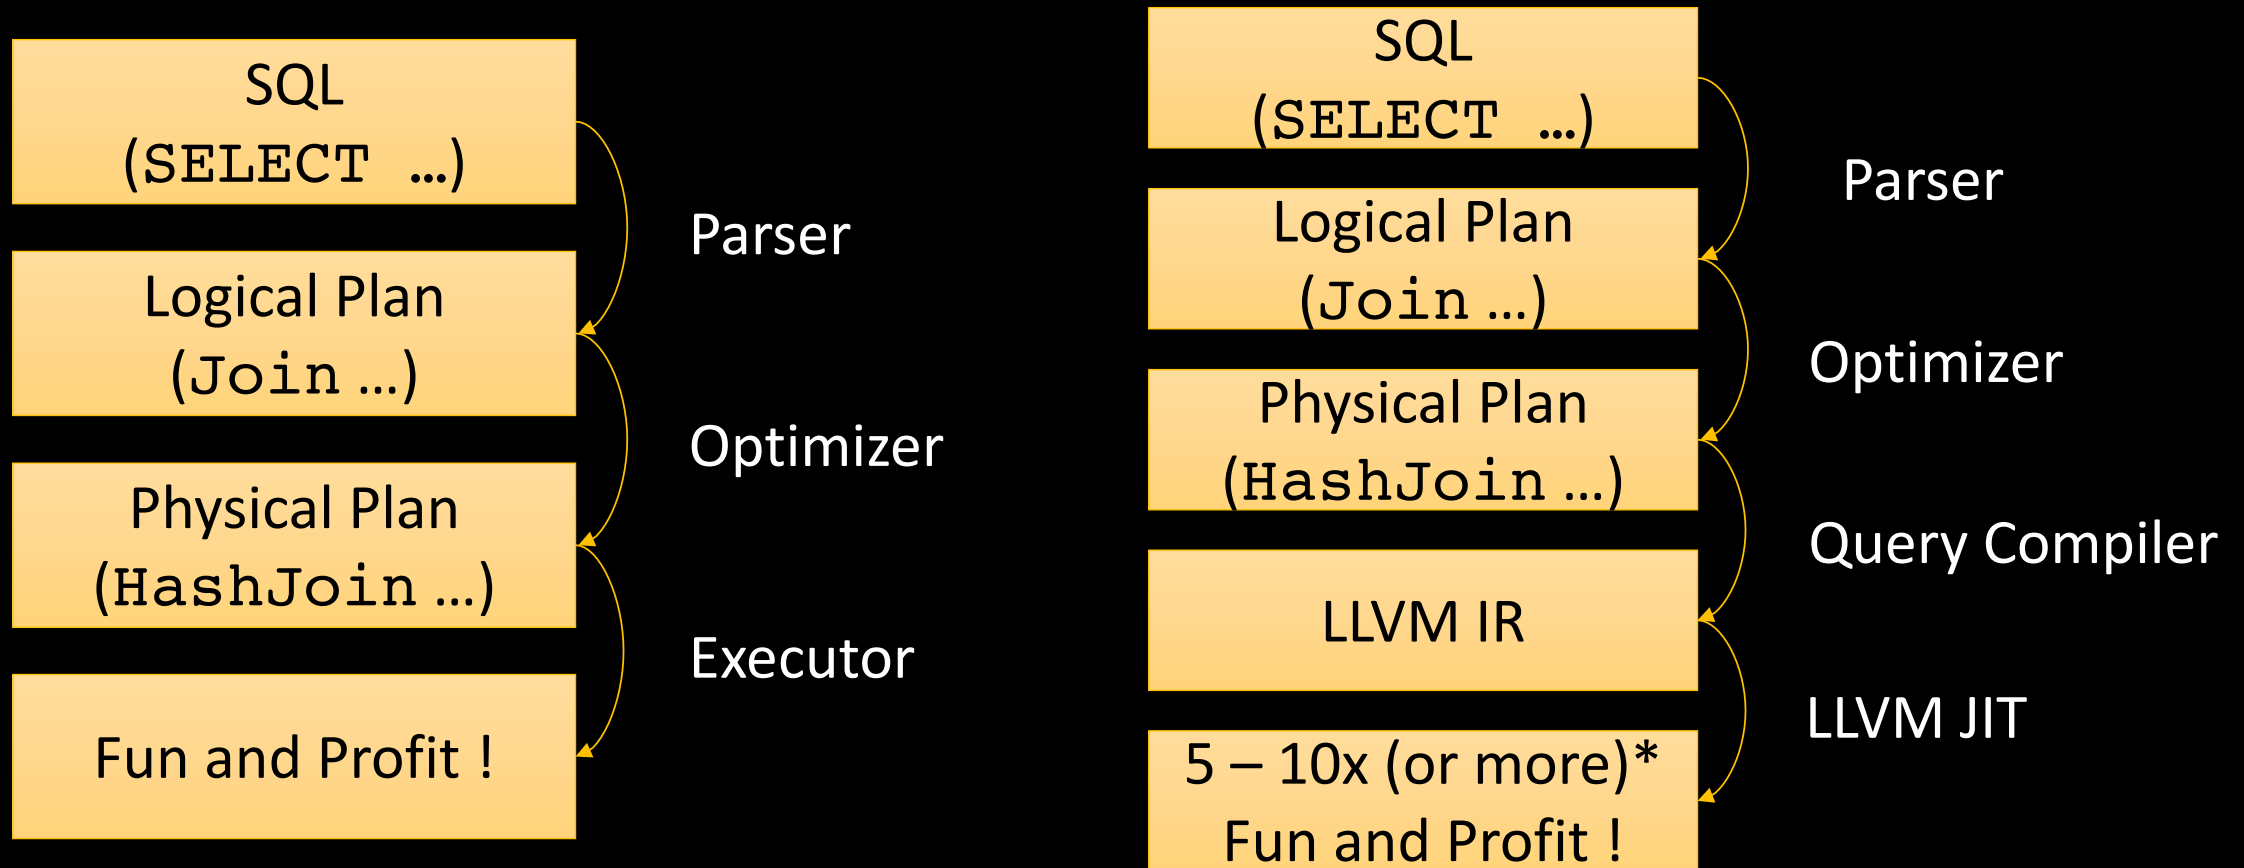 SQL
(SELECT …)
Parser
Logical Plan
(Join …)
Optimizer
Physical Plan
(HashJoin …)
Executor
Fun and Profit !
SQL
(SELECT …)
Parser
Logical Plan
(Join …)
Optimizer
Physical Plan
(HashJoin …)
Query Compiler
LLVM IR
LLVM JIT
5 – 10x (or more)*
Fun and Profit !